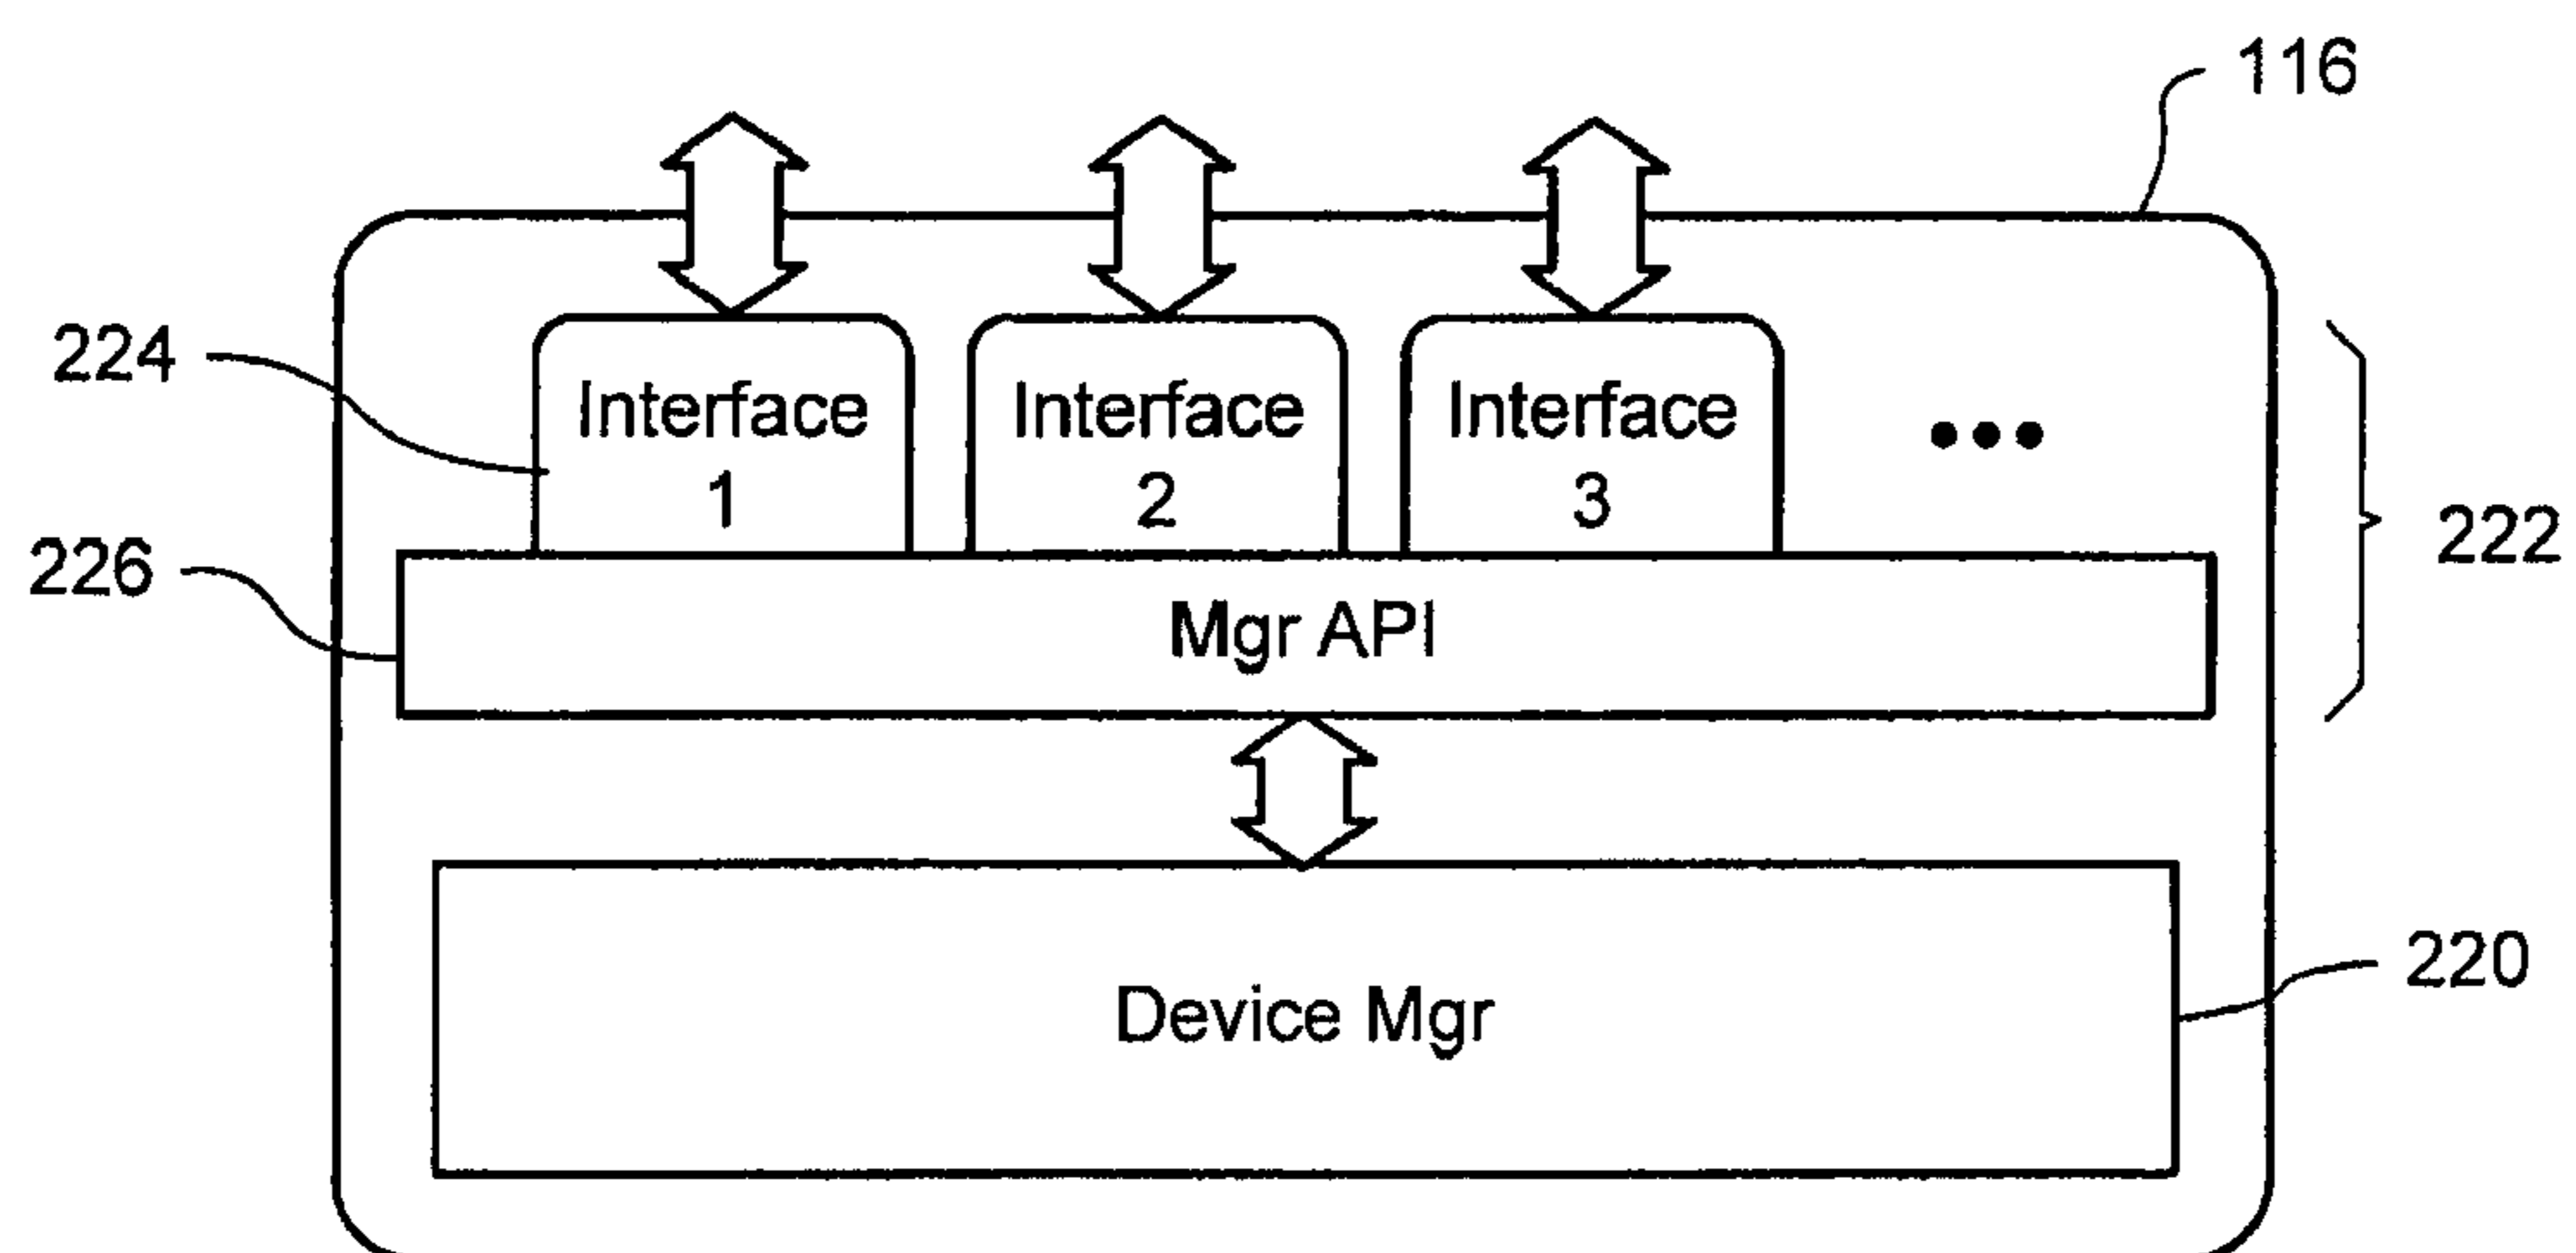 116
224
Interface
1
Interface
2
Interface
3
•••
226
222
Mgr API
220
Device Mgr